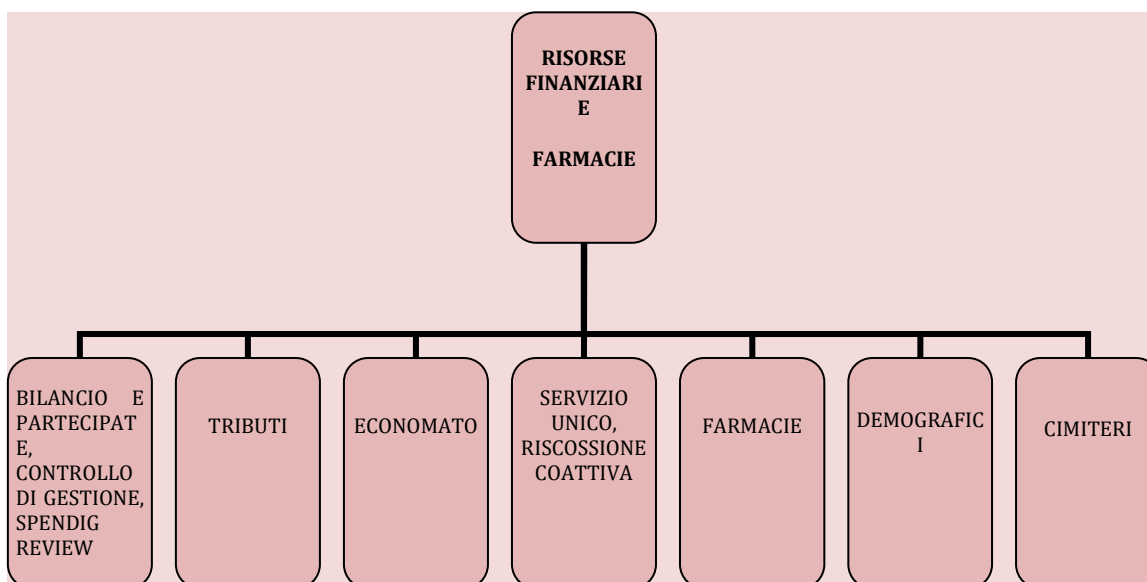 RISORSE
FINANZIARI
E
FARMACIE
BILANCIO E
PARTECIPAT
E,
CONTROLLO
DI GESTIONE,
SPENDIG
REVIEW
TRIBUTI
ECONOMATO
SERVIZIO
UNICO,
RISCOSSIONE
COATTIVA
FARMACIE
DEMOGRAFIC
I
CIMITERI